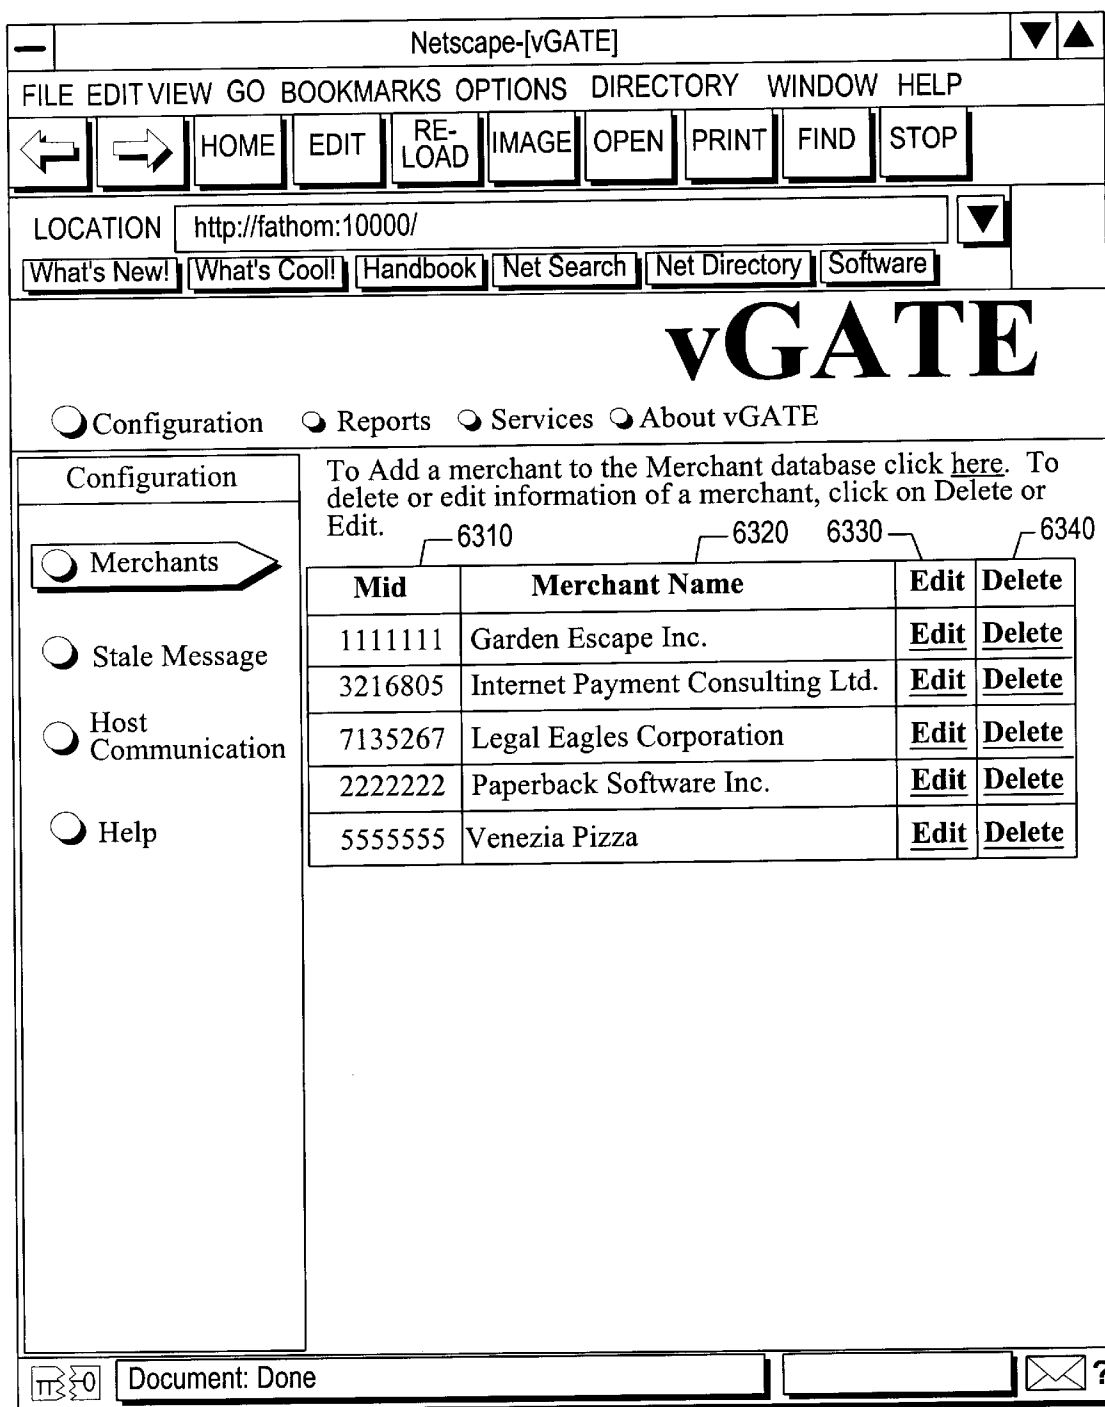 Netscape-[vGATE]
FILE EDIT VIEW GO BOOKMARKS OPTIONS DIRECTORY WINDOW HELP
HOME EDIT RE-LOAD IMAGE OPEN PRINT FIND STOP
LOCATION http://fathom:10000/
What's New! What's Cool! Handbook Net Search Net Directory Software
vGATE
Configuration Reports Services About vGATE
Configuration
Merchants
Stale Message
Host
Communication
Help
To Add a merchant to the Merchant database click here. To
delete or edit information of a merchant, click on Delete or
Edit.
6310 6320 6330 6340
Mid Merchant Name Edit Delete
1111111 Garden Escape Inc. Edit Delete
3216805 Internet Payment Consulting Ltd. Edit Delete
7135267 Legal Eagles Corporation Edit Delete
2222222 Paperback Software Inc. Edit Delete
5555555 Venezia Pizza Edit Delete
Document: Done
?